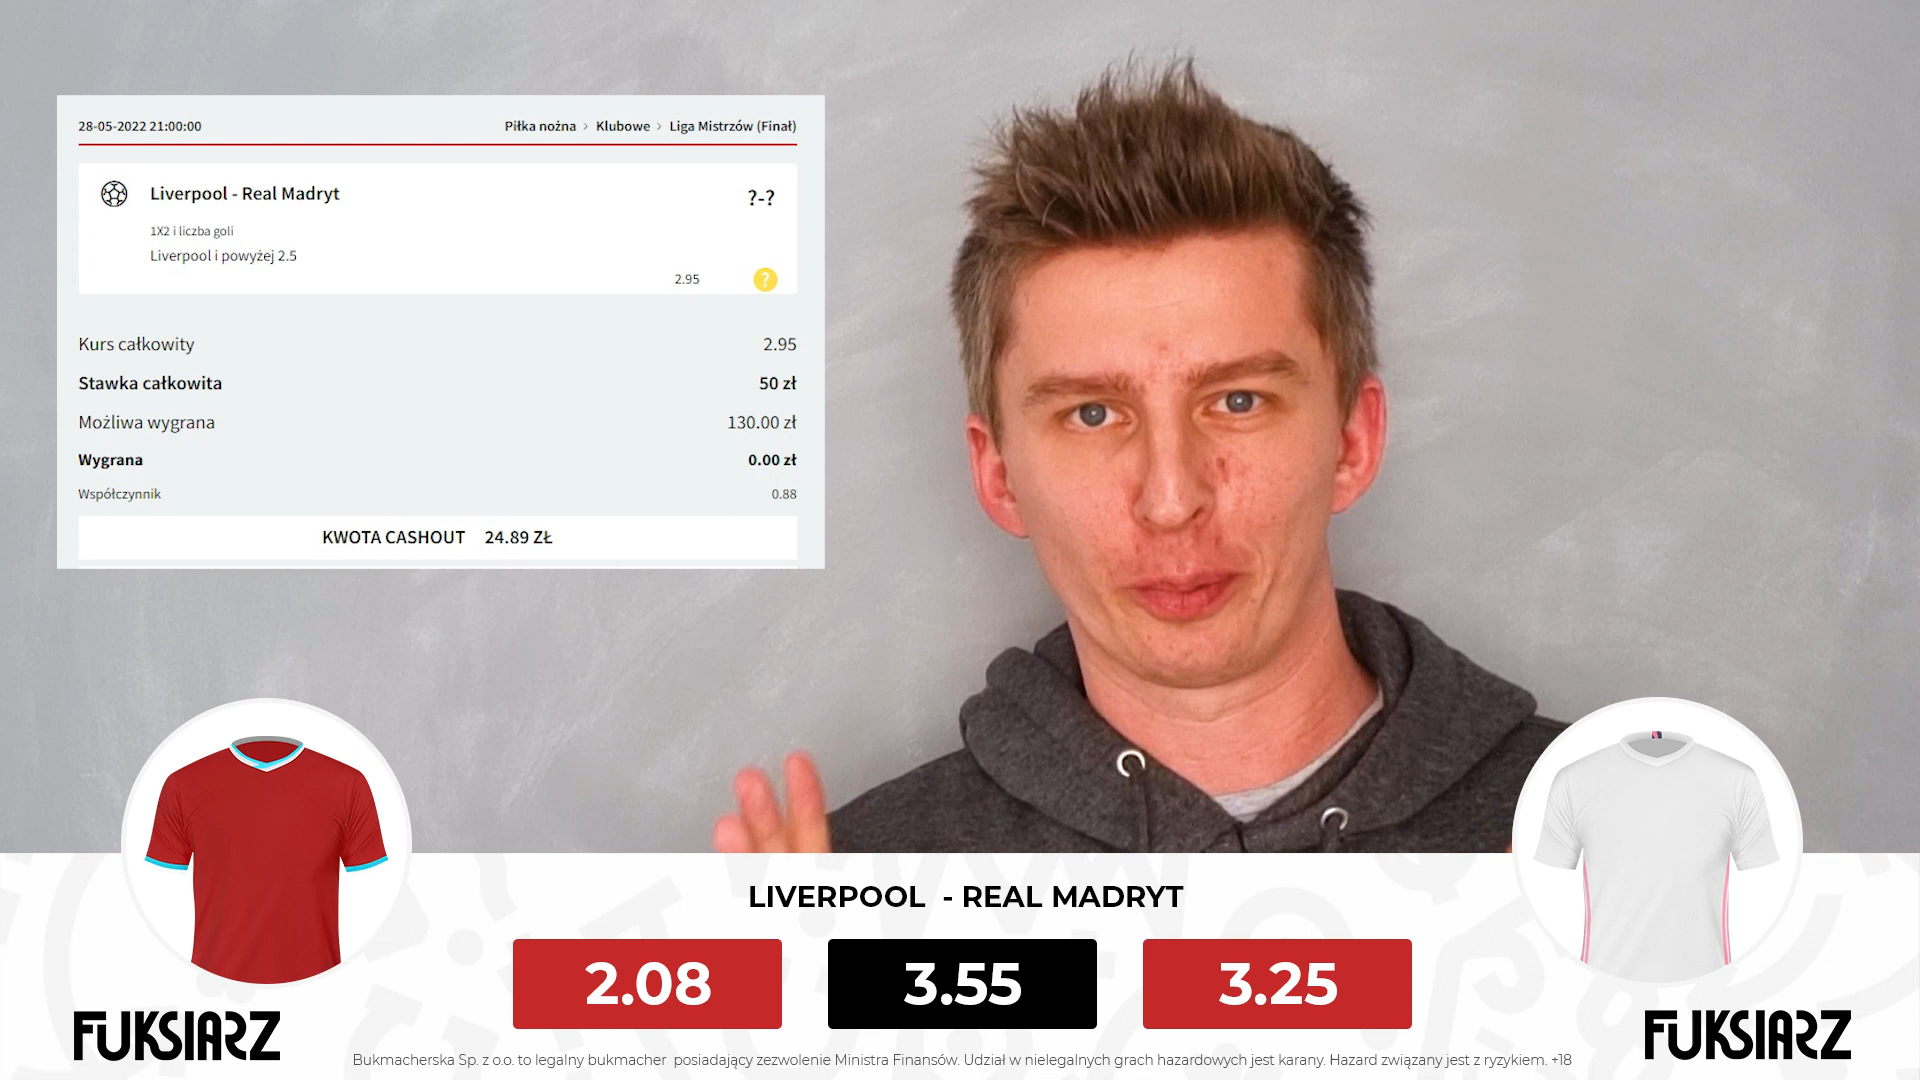 28-05-2022 21:00:00
Piłka nożna > Klubowe > Liga Mistrzów (Finał)
Liverpool - Real Madryt
?-?
1X2 i liczba goli
Liverpool i powyżej 2.5
2.95
?
Kurs całkowity 2.95
Stawka całkowita 50 zł
Możliwa wygrana 130.00 zł
Wygrana 0.00 zł
Współczynnik 0.88
KWOTA CASHOUT 24.89 ZŁ
LIVERPOOL - REAL MADRYT
2.08 3.55 3.25
FUKSIARZ
FUKSIARZ
Bukmacherska Sp. z o.o. to legalny bukmacher posiadający zezwolenie Ministra Finansów. Udział w nielegalnych grach hazardowych jest karany. Hazard związany jest z ryzykiem. +18